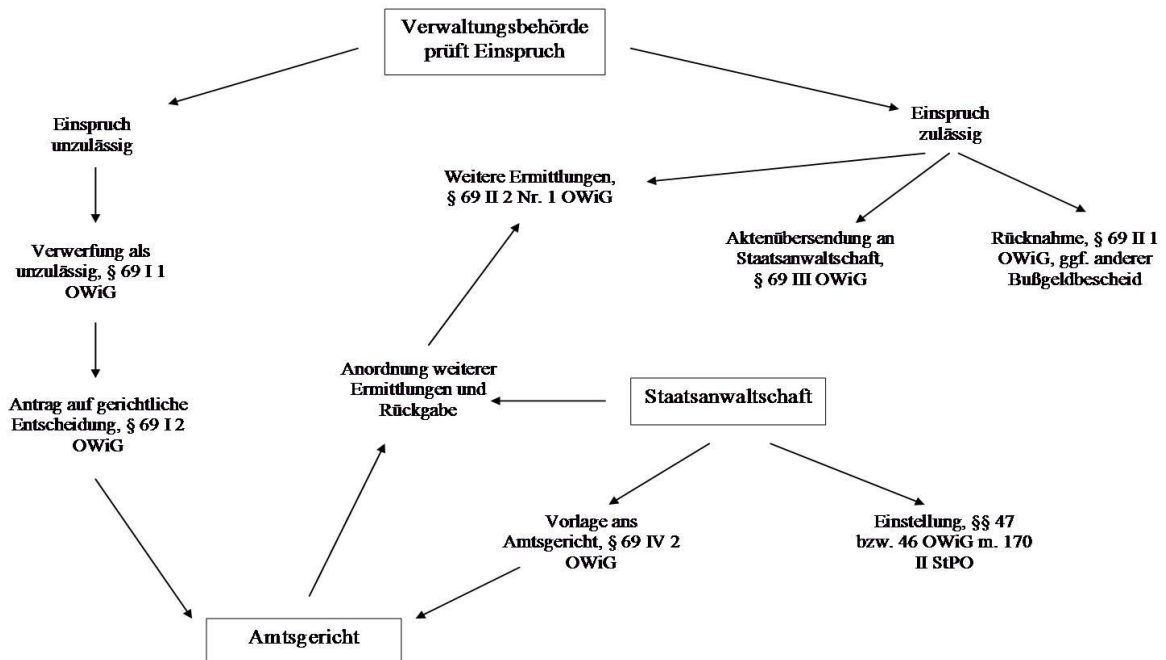 Verwaltungsbehörde
prüft Einspruch
Einspruch
unzulässig
Einspruch
zulässig
Weitere Ermittlungen,
§ 69 II 2 Nr. 1 OWiG
Verwerfung als
unzulässig, § 69 I 1
OWiG
Aktenübersendung an
Staatsanwaltschaft,
§ 69 III OWiG
Rücknahme, § 69 II 1
OWiG, ggf. anderer
Bußgeldbescheid
Antrag auf gerichtliche
Entscheidung, § 69 I 2
OWiG
Anordnung weiterer
Ermittlungen und
Rückgabe
Staatsanwaltschaft
Vorlage ans
Amtsgericht, § 69 IV 2
OWiG
Einstellung, §§ 47
bzw. 46 OWiG m. 170
II StPO
Amtsgericht